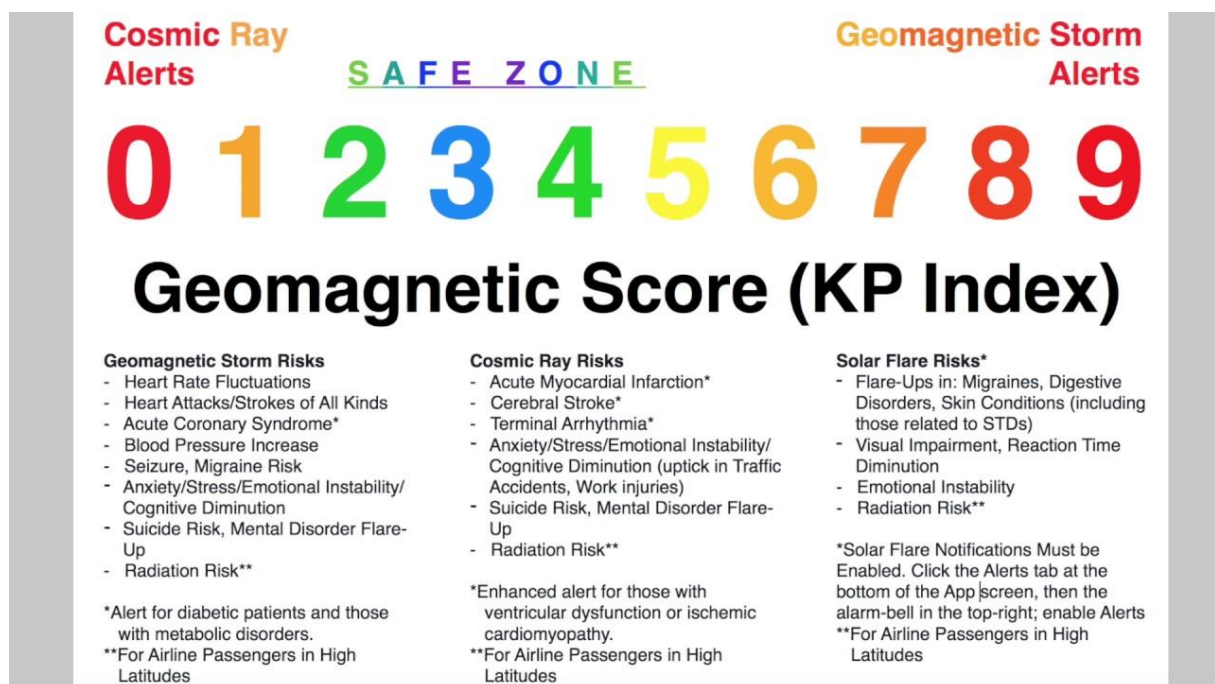 Cosmic Ray
Alerts
SAFE ZONE
Geomagnetic Storm
Alerts
0 1 2 3 4 5 6 7 8 9
Geomagnetic Score (KP Index)
Geomagnetic Storm Risks
- Heart Rate Fluctuations
- Heart Attacks/Strokes of All Kinds
- Acute Coronary Syndrome*
- Blood Pressure Increase
- Seizure, Migraine Risk
- Anxiety/Stress/Emotional Instability/
Cognitive Diminution
- Suicide Risk, Mental Disorder Flare-
Up
- Radiation Risk**
*Alert for diabetic patients and those
with metabolic disorders.
**For Airline Passengers in High
Latitudes
Cosmic Ray Risks
- Acute Myocardial Infarction*
- Cerebral Stroke*
- Terminal Arrhythmia*
- Anxiety/Stress/Emotional Instability/
Cognitive Diminution (uptick in Traffic
Accidents, Work injuries)
- Suicide Risk, Mental Disorder Flare-
Up
- Radiation Risk**
*Enhanced alert for those with
ventricular dysfunction or ischemic
cardiomyopathy.
**For Airline Passengers in High
Latitudes
Solar Flare Risks*
- Flare-Ups in: Migraines, Digestive
Disorders, Skin Conditions (including
those related to STDs)
- Visual Impairment, Reaction Time
Diminution
- Emotional Instability
- Radiation Risk**
*Solar Flare Notifications Must be
Enabled. Click the Alerts tab at the
bottom of the App screen, then the
alarm-bell in the top-right; enable Alerts
**For Airline Passengers in High
Latitudes